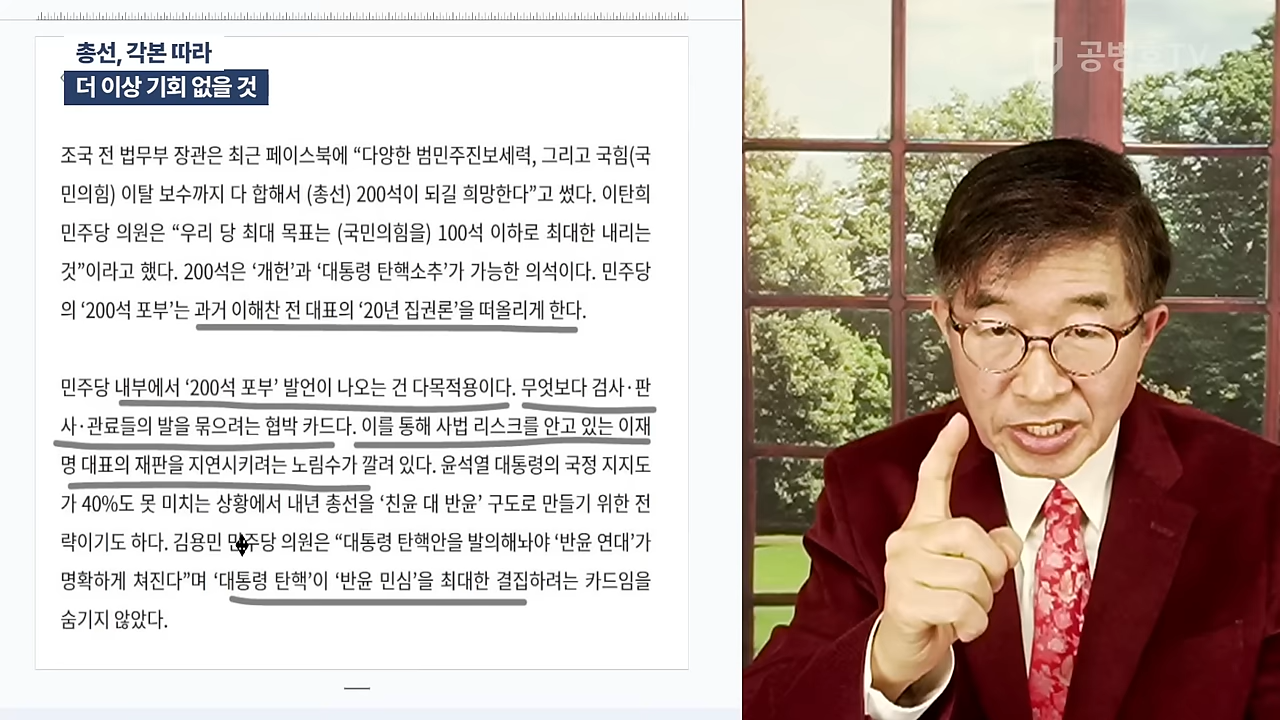 총선, 각본 따라
더 이상 기회 없을 것
공병호TV
조국 전 법무부 장관은 최근 페이스북에 “다양한 범민주진보세력, 그리고 국힘(국
민의힘) 이탈 보수까지 다 합해서 (총선) 200석이 되길 희망한다”고 썼다. 이탄희
민주당 의원은 “우리 당 최대 목표는 (국민의힘을) 100석 이하로 최대한 내리는
것”이라고 했다. 200석은 ‘개헌’과 ‘대통령 탄핵소추’가 가능한 의석이다. 민주당
의 ‘200석 포부’는 과거 이해찬 전 대표의 ‘20년 집권론’을 떠올리게 한다.
민주당 내부에서 ‘200석 포부’ 발언이 나오는 건 다목적용이다. 무엇보다 검사·판
사·관료들의 발을 묶으려는 협박 카드다. 이를 통해 사법 리스크를 안고 있는 이재
명 대표의 재판을 지연시키려는 노림수가 깔려 있다. 윤석열 대통령의 국정 지지도
가 40%도 못 미치는 상황에서 내년 총선을 ‘친윤 대 반윤’ 구도로 만들기 위한 전
략이기도 하다. 김용민 민주당 의원은 “대통령 탄핵안을 발의해놔야 ‘반윤 연대’가
명확하게 쳐진다”며 ‘대통령 탄핵’이 ‘반윤 민심’을 최대한 결집하려는 카드임을
숨기지 않았다.